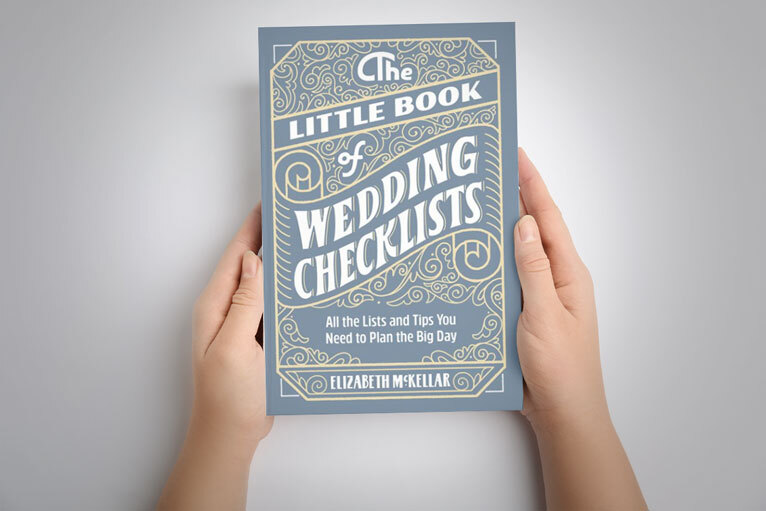 The
LITTLE BOOK
of
WEDDING
CHECKLISTS
All the Lists and Tips You
Need to Plan the Big Day
ELIZABETH McKELLAR